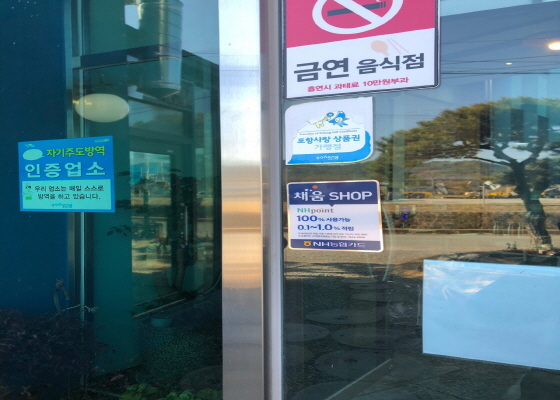 자기주도방역
인증업소
우리 업소는 매일 스스로
방역을 하고 있습니다.
금연 음식점
흡연시 과태료 10만원부과
포항사랑 상품권
가맹점
채움 SHOP
NHpoint
100% 사용가능
0.1~1.0% 적립
NH농협카드